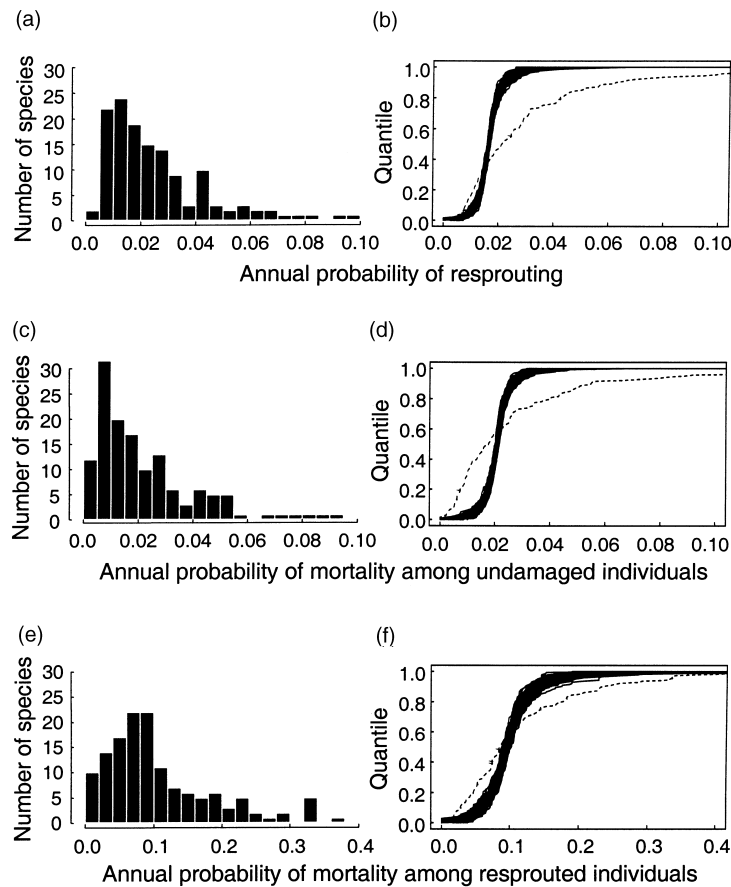 (a)
(b)
Number of species
30
25
20
15
10
5
0
0.0 0.02 0.04 0.06 0.08 0.10
Quantile
1.0
0.8
0.6
0.4
0.2
0.0
0.0 0.02 0.04 0.06 0.08 0.10
Annual probability of resprouting
(c)
(d)
Number of species
30
25
20
15
10
5
0
0.0 0.02 0.04 0.06 0.08 0.10
Quantile
1.0
0.8
0.6
0.4
0.2
0.0
0.0 0.02 0.04 0.06 0.08 0.10
Annual probability of mortality among undamaged individuals
(e)
(f)
Number of species
30
25
20
15
10
5
0
0.0 0.1 0.2 0.3 0.4
Quantile
1.0
0.8
0.6
0.4
0.2
0.0
0.0 0.1 0.2 0.3 0.4
Annual probability of mortality among resprouted individuals